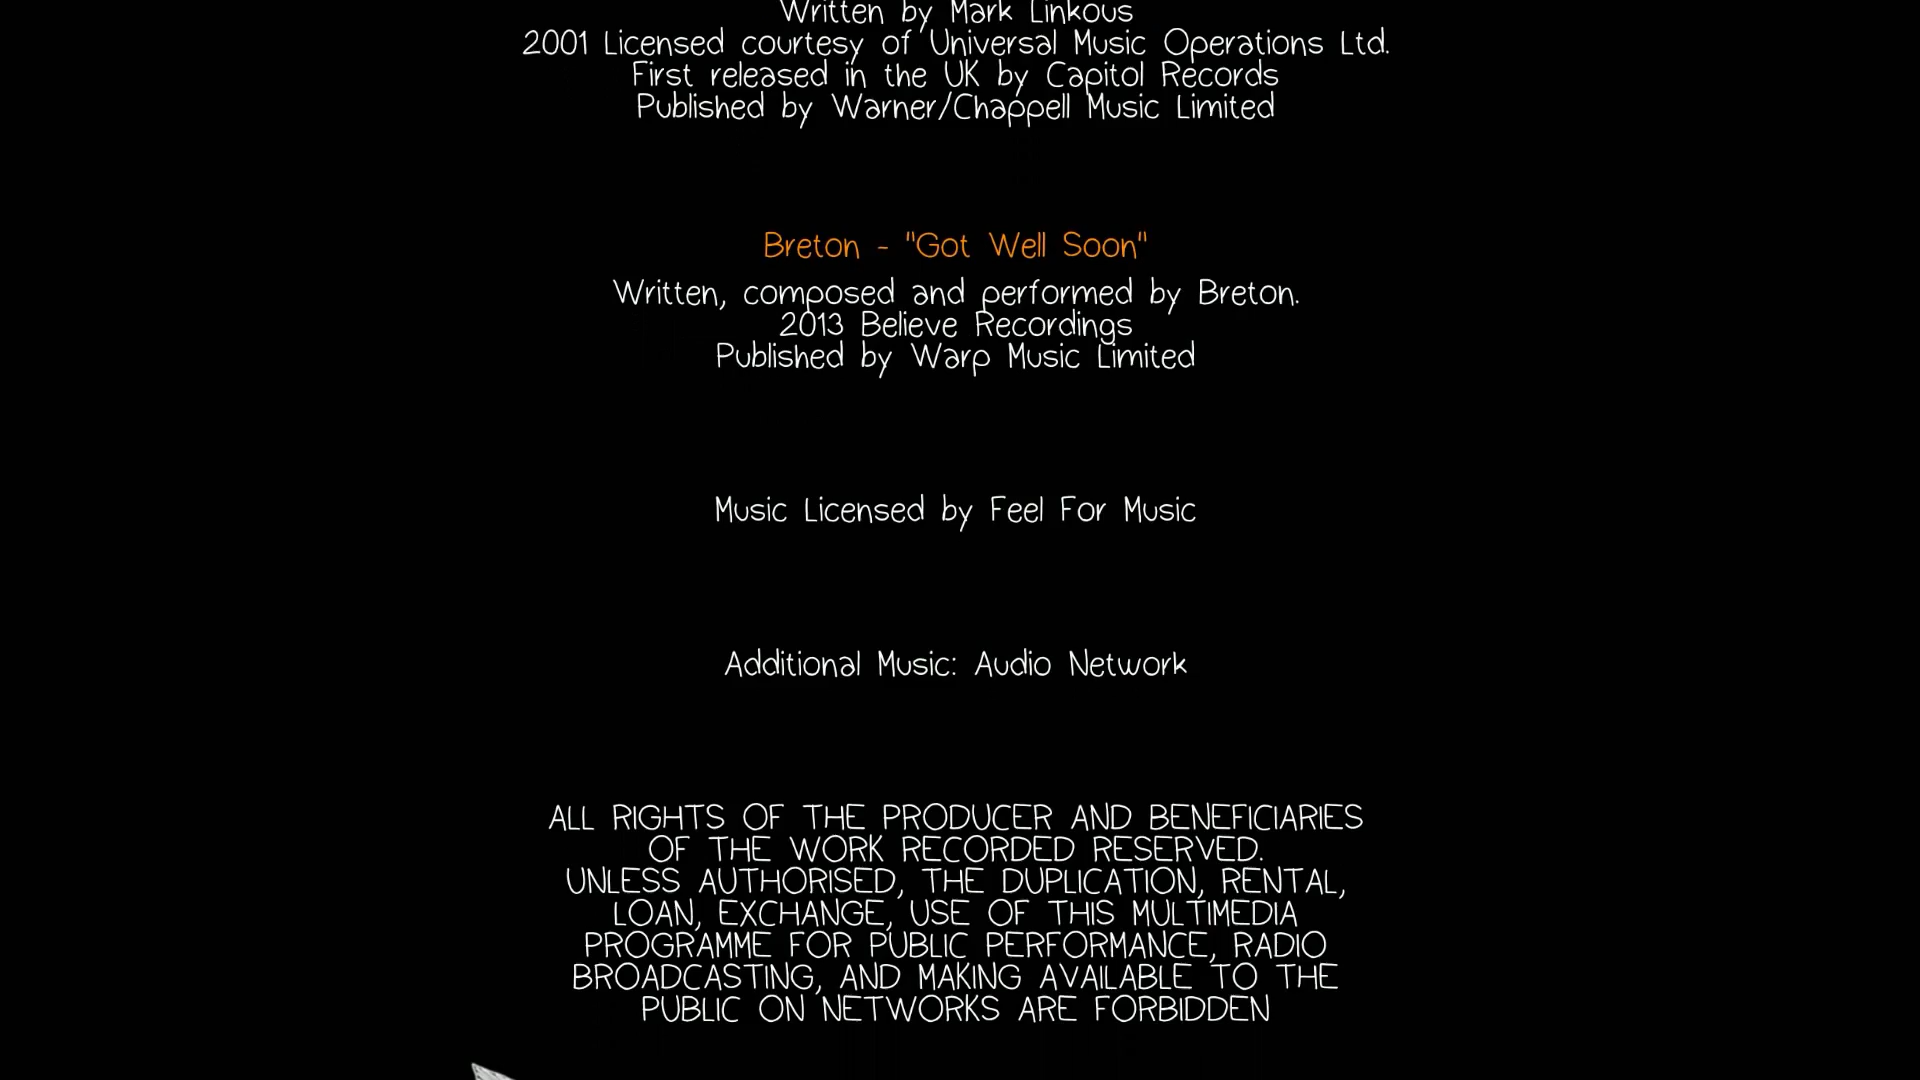 Written by Mark Linkous
2001 Licensed courtesy of Universal Music Operations Ltd.
First released in the UK by Capitol Records
Published by Warner/Chappell Music Limited
Breton - "Got Well Soon"
Written, composed and performed by Breton.
2013 Believe Recordings
Published by Warp Music Limited
Music Licensed by Feel For Music
Additional Music: Audio Network
ALL RIGHTS OF THE PRODUCER AND BENEFICIARIES
OF THE WORK RECORDED RESERVED.
UNLESS AUTHORISED, THE DUPLICATION, RENTAL,
LOAN, EXCHANGE, USE OF THIS MULTIMEDIA
PROGRAMME FOR PUBLIC PERFORMANCE, RADIO
BROADCASTING, AND MAKING AVAILABLE TO THE
PUBLIC ON NETWORKS ARE FORBIDDEN